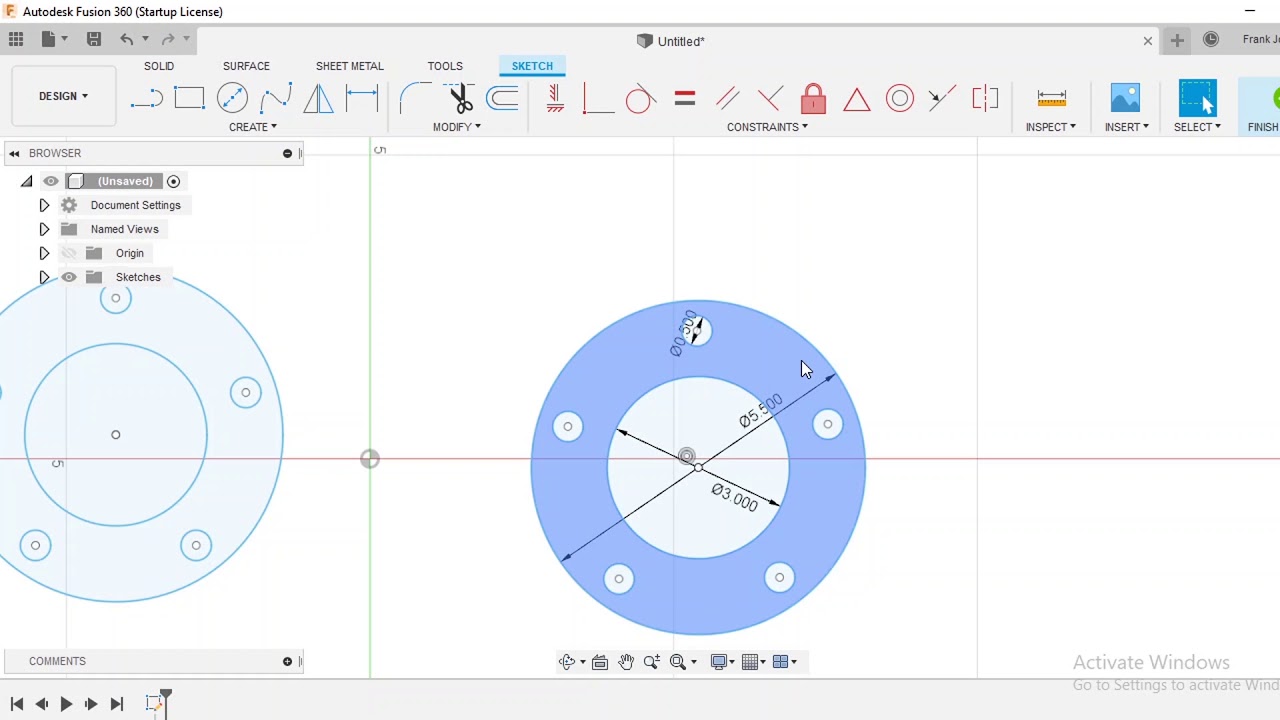 Autodesk Fusion 360 (Startup License)
Untitled*
Frank Jo
SOLID SURFACE SHEET METAL TOOLS SKETCH
DESIGN
CREATE MODIFY CONSTRAINTS INSPECT INSERT SELECT FINISH
BROWSER
(Unsaved)
Document Settings
Named Views
Origin
Sketches
5
Ø0.500
Ø5.500
5
Ø3.000
COMMENTS
Activate Windows
Go to Settings to activate Wind